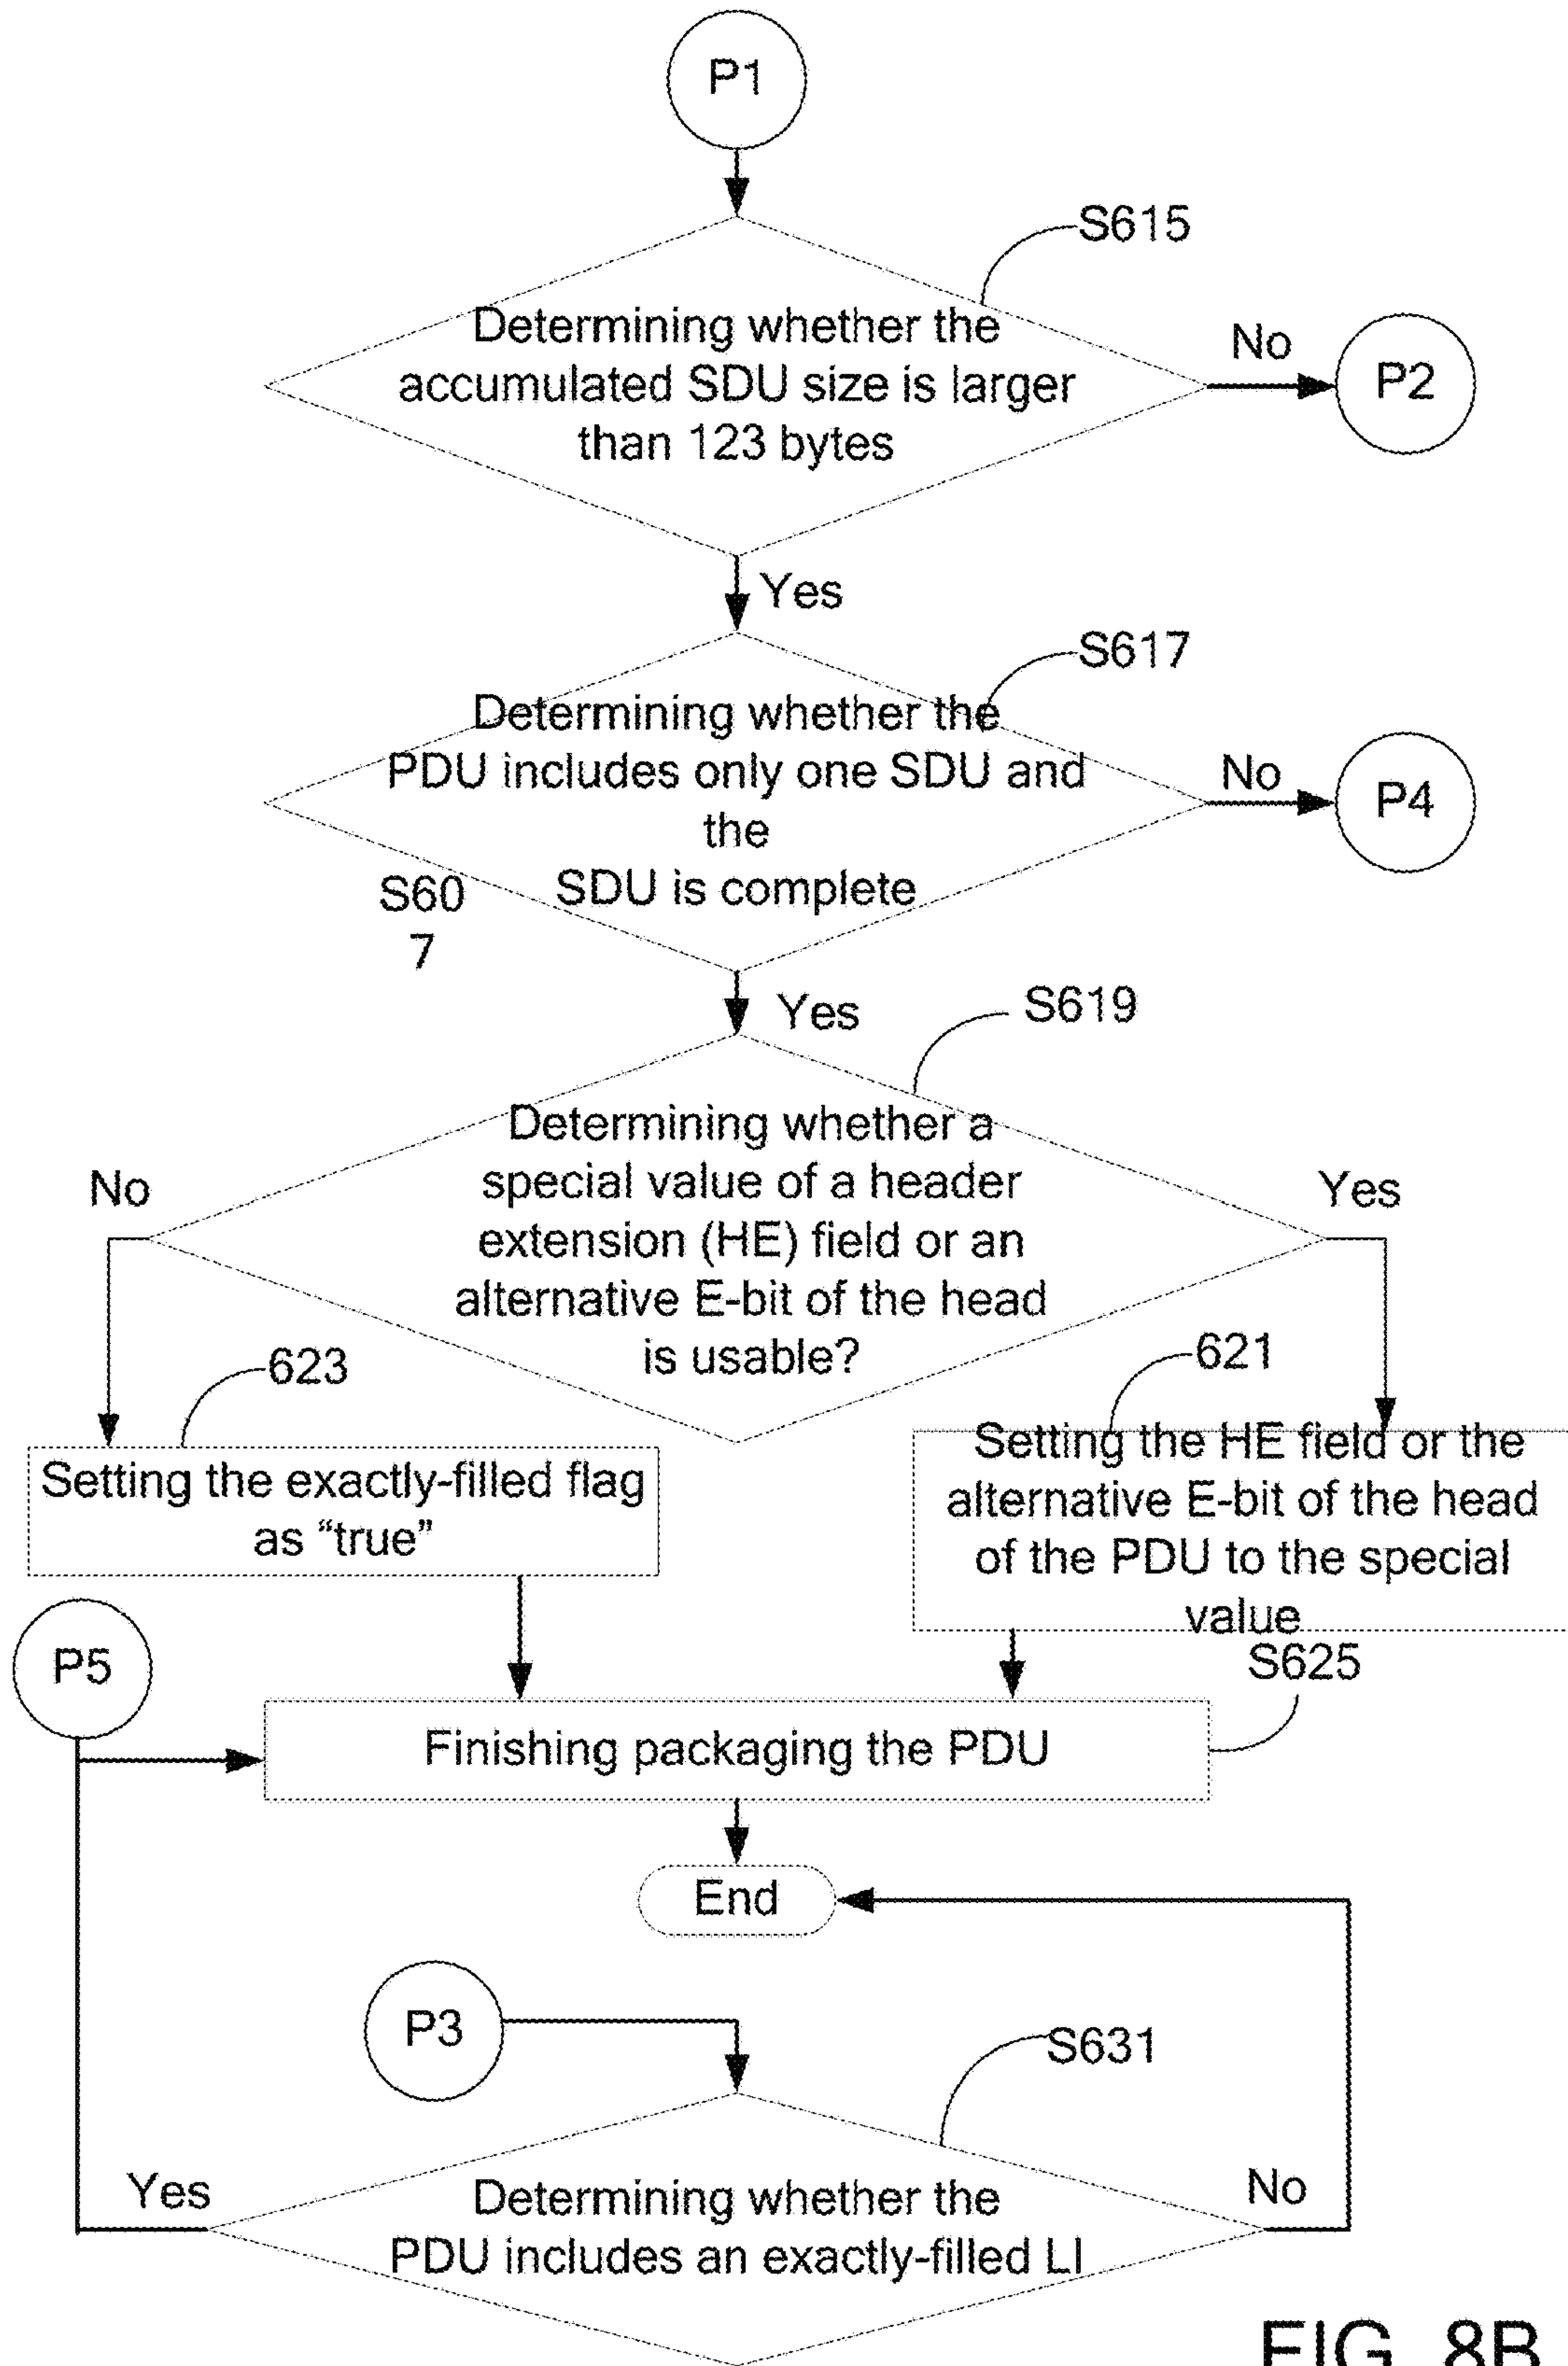 P1
S615
Determining whether the
accumulated SDU size is larger
than 123 bytes
No
P2
Yes
S617
Determining whether the
PDU includes only one SDU and
the
SDU is complete
No
P4
S60
7
Yes
S619
Determining whether a
special value of a header
extension (HE) field or an
alternative E-bit of the head
is usable?
No
Yes
623
621
Setting the exactly-filled flag
as “true”
Setting the HE field or the
alternative E-bit of the head
of the PDU to the special
value
P5
S625
Finishing packaging the PDU
End
P3
S631
Yes
Determining whether the
PDU includes an exactly-filled LI
No
FIG. 8B